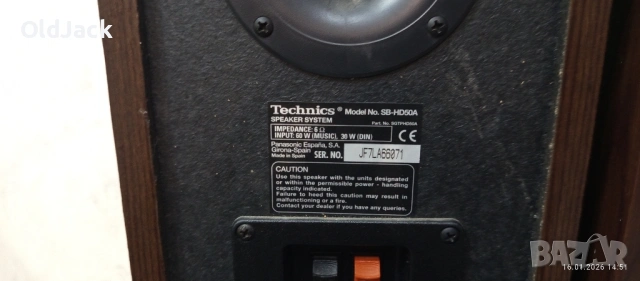 OldJack
Technics® Model No. SB-HD50A
SPEAKER SYSTEM
IMPEDANCE: 6 Ω
INPUT: 60 W (MUSIC), 30 W (DIN)
Panasonic España, S.A.
Girona-Spain
Made in Spain
SER. NO. JF7LA66071
CE
CAUTION
Use this speaker with the units designated
or within the permissible power - handling
capacity indicated.
Failure to heed this caution may result in
malfunctioning or a fire.
Contact your dealer if you have any queries.
BAZAR
16.01.2026 14:51